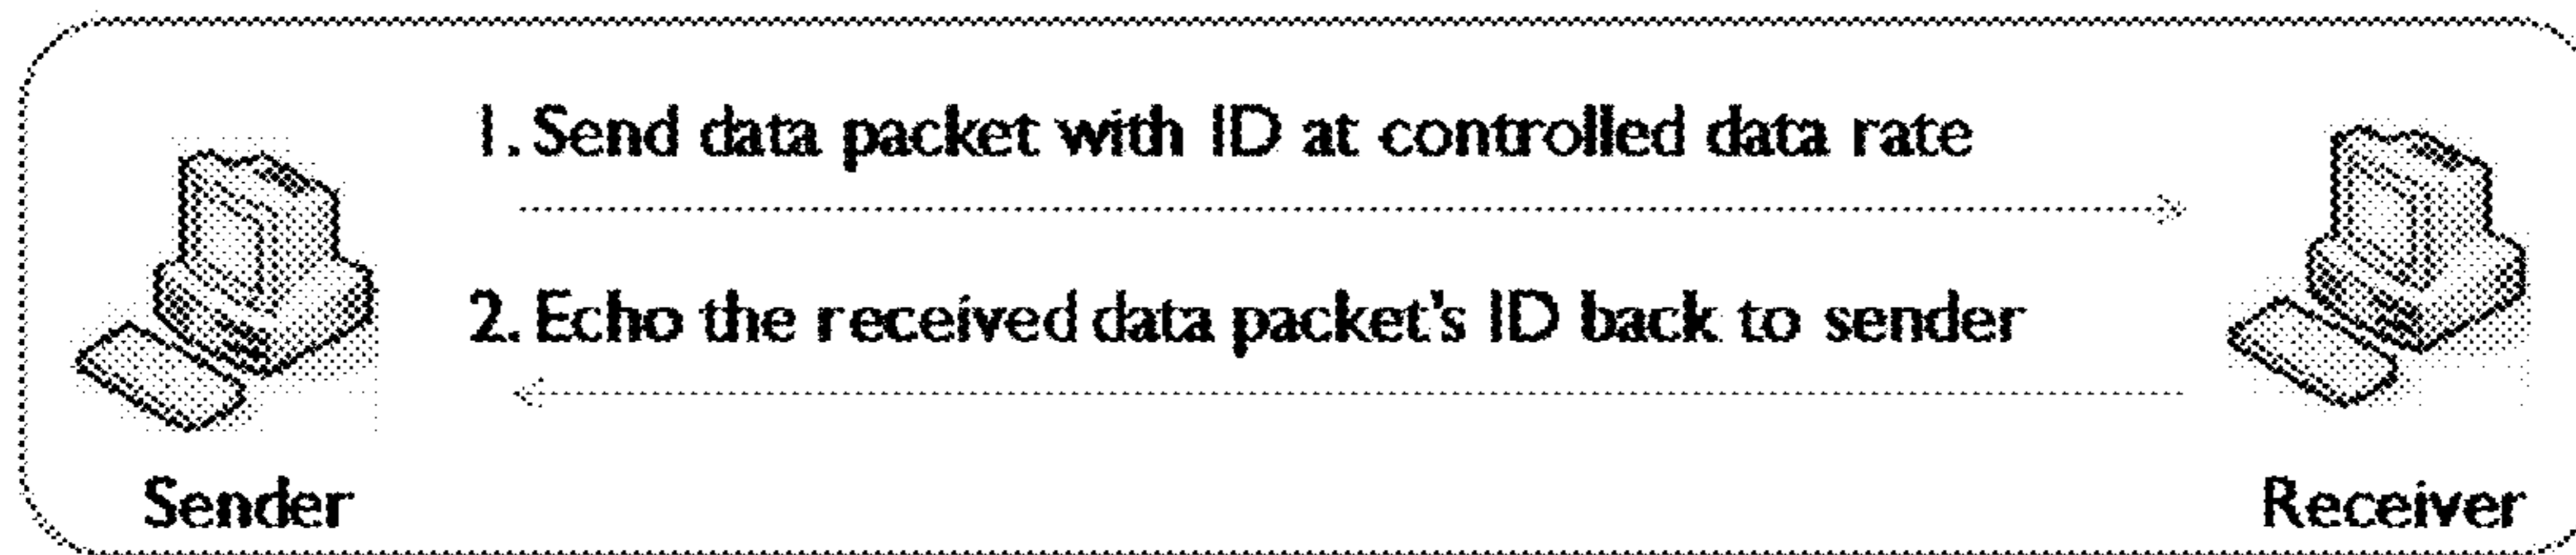 1. Send data packet with ID at controlled data rate
2. Echo the received data packet's ID back to sender
Sender
Receiver